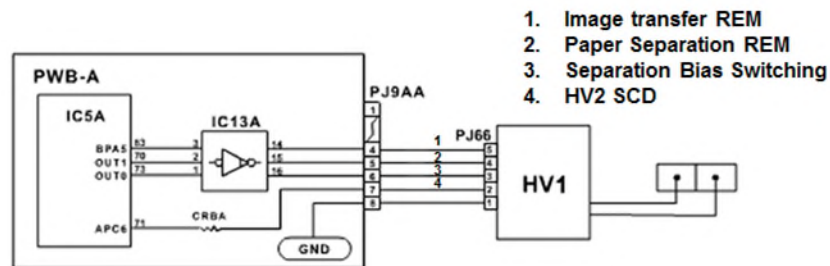 1. Image transfer REM
2. Paper Separation REM
3. Separation Bias Switching
4. HV2 SCD
PWB-A
PJ9AA
IC5A
IC13A
1
PJ66
BPA5 63 3 14 4 1 5
OUT1 70 2 15 5 2 4
OUT0 73 1 16 6 3 3
7 4 2
HV1
8 1
APC6 71 CRBA
GND